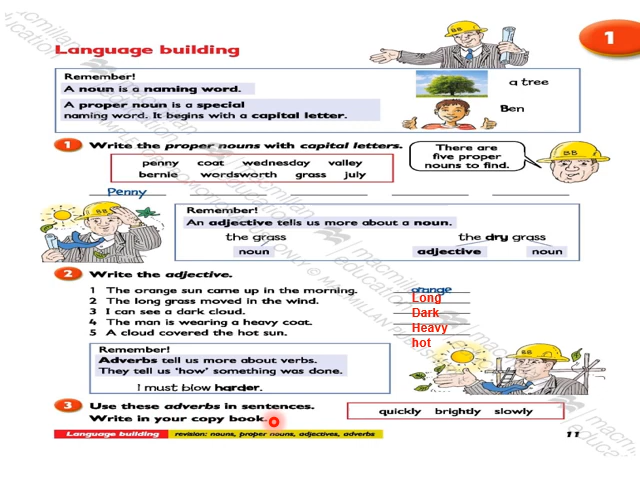 1
Language building
Remember!
A noun is a naming word.
A proper noun is a special
naming word. It begins with a capital letter.
a tree
Ben
1 Write the proper nouns with capital letters.
penny coat wednesday valley
bernie wordsworth grass july
There are
five proper
nouns to find.
BB
Penny
Remember!
An adjective tells us more about a noun.
the grass
noun
the dry grass
adjective noun
2 Write the adjective.
1 The orange sun came up in the morning. orange
2 The long grass moved in the wind. Long
3 I can see a dark cloud. Dark
4 The man is wearing a heavy coat. Heavy
5 A cloud covered the hot sun. hot
Remember!
Adverbs tell us more about verbs.
They tell us 'how' something was done.
I must blow harder.
3 Use these adverbs in sentences.
Write in your copy book.
quickly brightly slowly
Language building revision: nouns, proper nouns, adjectives, adverbs
11